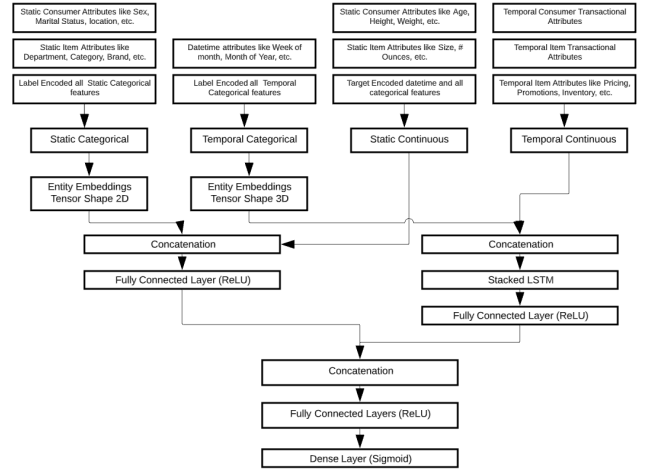 Static Consumer Attributes like Sex,
Marital Status, location, etc.
Static Consumer Attributes like Age,
Height, Weight, etc.
Temporal Consumer Transactional
Attributes
Static Item Attributes like
Department, Category, Brand, etc.
Datetime attributes like Week of
month, Month of Year, etc.
Static Item Attributes like Size, #
Ounces, etc.
Temporal Item Transactional
Attributes
Label Encoded all Static Categorical
features
Label Encoded all Temporal
Categorical features
Target Encoded datetime and all
categorical features
Temporal Item Attributes like Pricing,
Promotions, Inventory, etc.
Static Categorical
Temporal Categorical
Static Continuous
Temporal Continuous
Entity Embeddings
Tensor Shape 2D
Entity Embeddings
Tensor Shape 3D
Concatenation
Concatenation
Fully Connected Layer (ReLU)
Stacked LSTM
Fully Connected Layer (ReLU)
Concatenation
Fully Connected Layers (ReLU)
Dense Layer (Sigmoid)